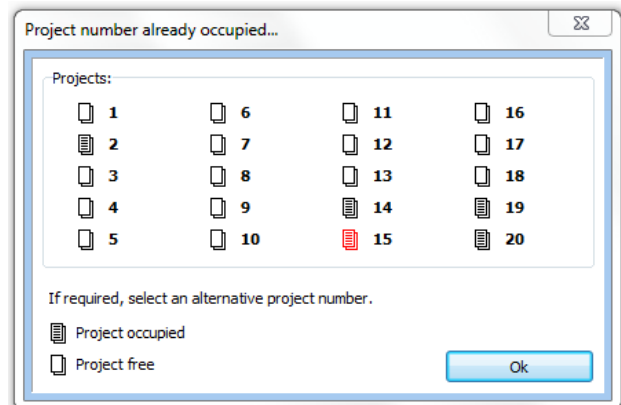 Project number already occupied...
Projects:
1 6 11 16
2 7 12 17
3 8 13 18
4 9 14 19
5 10 15 20
If required, select an alternative project number.
Project occupied
Project free
Ok